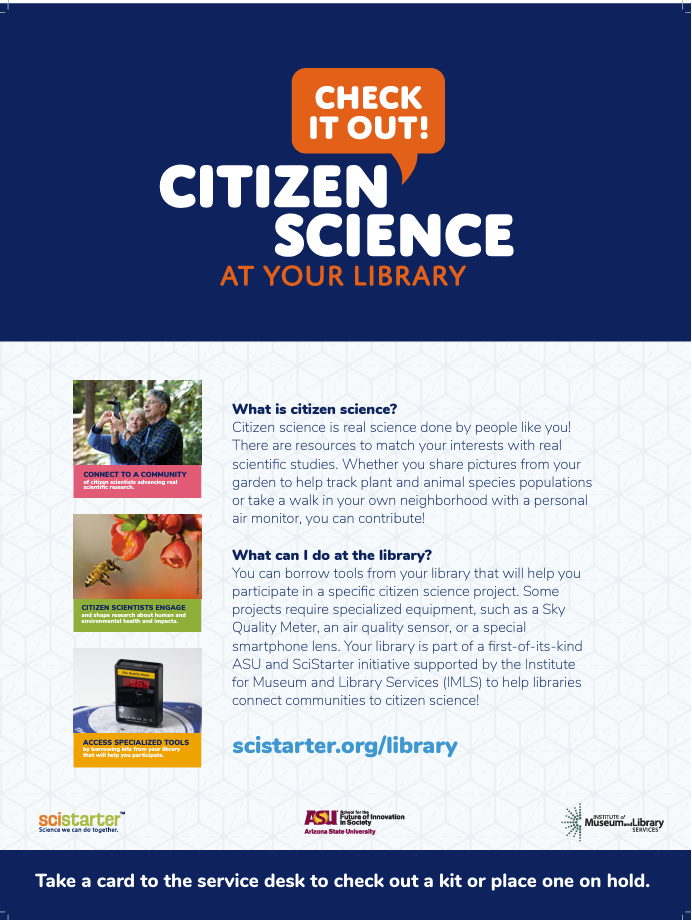 CHECK
IT OUT!
CITIZEN
SCIENCE
AT YOUR LIBRARY
CONNECT TO A COMMUNITY
of citizen scientists advancing real
scientific research.
CITIZEN SCIENTISTS ENGAGE
and shape research about human and
environmental health and impacts.
ACCESS SPECIALIZED TOOLS
by borrowing kits from your library
that will help you participate.
What is citizen science?
Citizen science is real science done by people like you!
There are resources to match your interests with real
scientific studies. Whether you share pictures from your
garden to help track plant and animal species populations
or take a walk in your own neighborhood with a personal
air monitor, you can contribute!
What can I do at the library?
You can borrow tools from your library that will help you
participate in a specific citizen science project. Some
projects require specialized equipment, such as a Sky
Quality Meter, an air quality sensor, or a special
smartphone lens. Your library is part of a first-of-its-kind
ASU and SciStarter initiative supported by the Institute
for Museum and Library Services (IMLS) to help libraries
connect communities to citizen science!
scistarter.org/library
scistarter™
Science we can do together.
ASU School for the
Future of Innovation
in Society
Arizona State University
INSTITUTE of
Museum and Library
SERVICES
Take a card to the service desk to check out a kit or place one on hold.